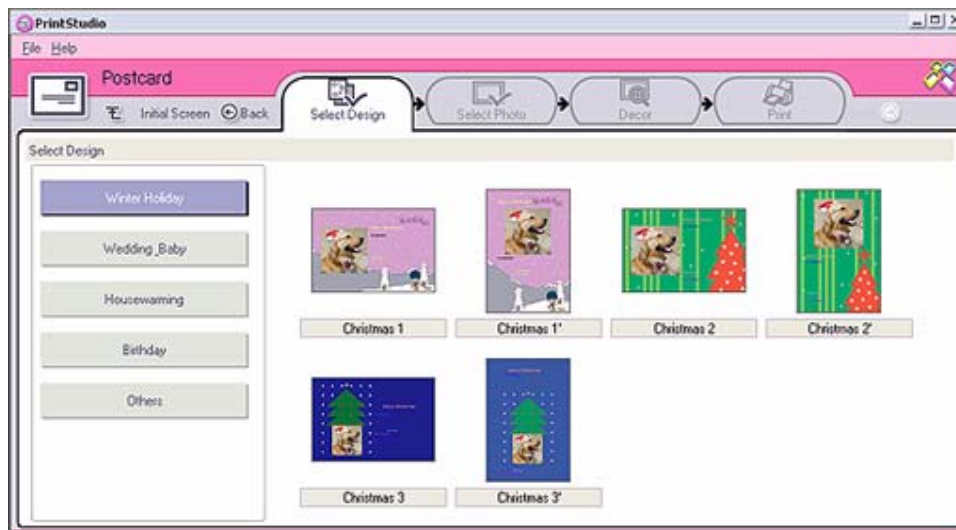 PrintStudio
File Help
Postcard
Initial Screen Back
Select Design
Select Photo
Decor
Print
Select Design
Winter Holiday
Wedding_Baby
Housewarming
Birthday
Others
Christmas 1
Christmas 1'
Christmas 2
Christmas 2'
Christmas 3
Christmas 3'